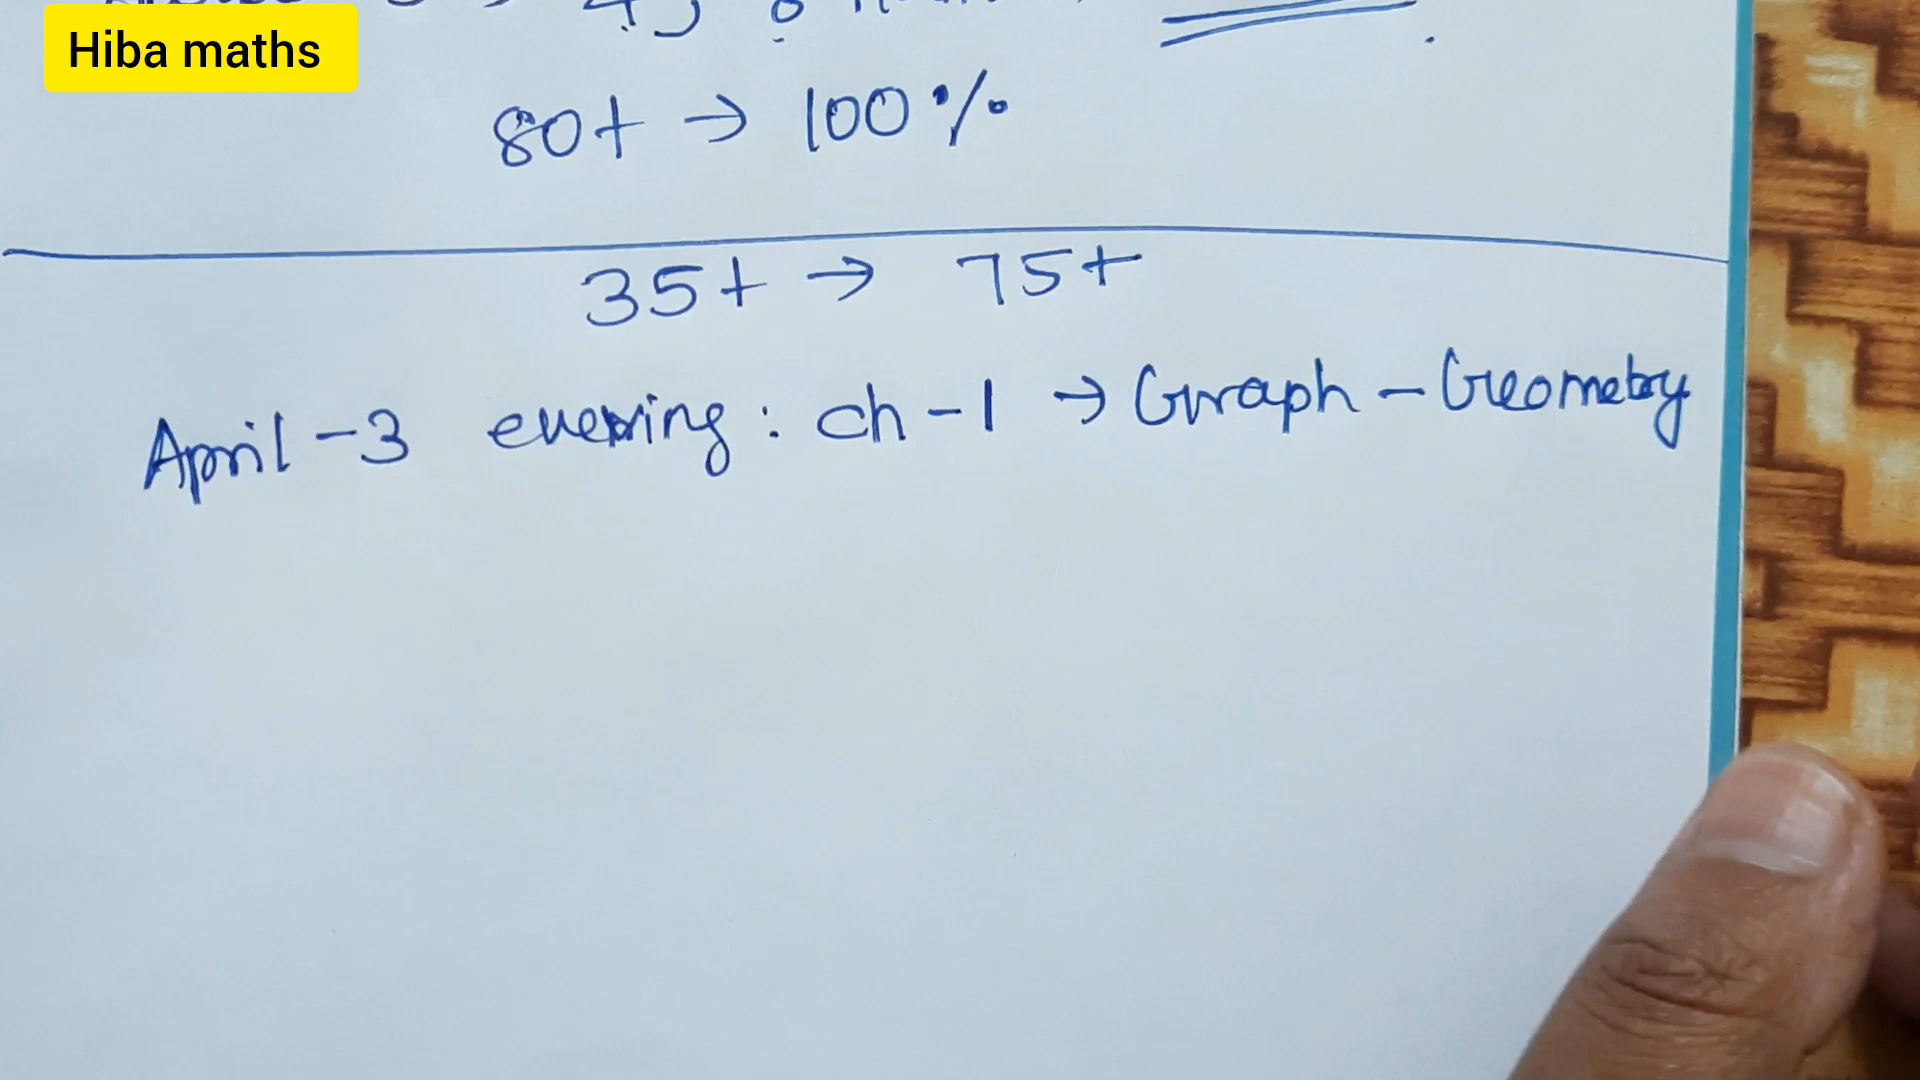 Hiba maths
80+ → 100%
35+ → 75+
April - 3 evening : ch - 1 → Graph - Geometry